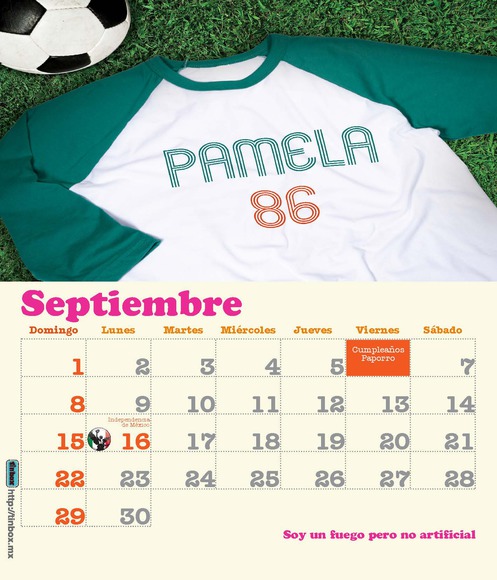 PAMELA
86
Septiembre
Domingo Lunes Martes Miércoles Jueves Viernes Sábado
Cumpleaños
Paporro
1 2 3 4 5 7
8 9 10 11 12 13 14
Independencia
de México
15 16 17 18 19 20 21
22 23 24 25 26 27 28
29 30
Soy un fuego pero no artificial
tinbox http://tinbox.mx